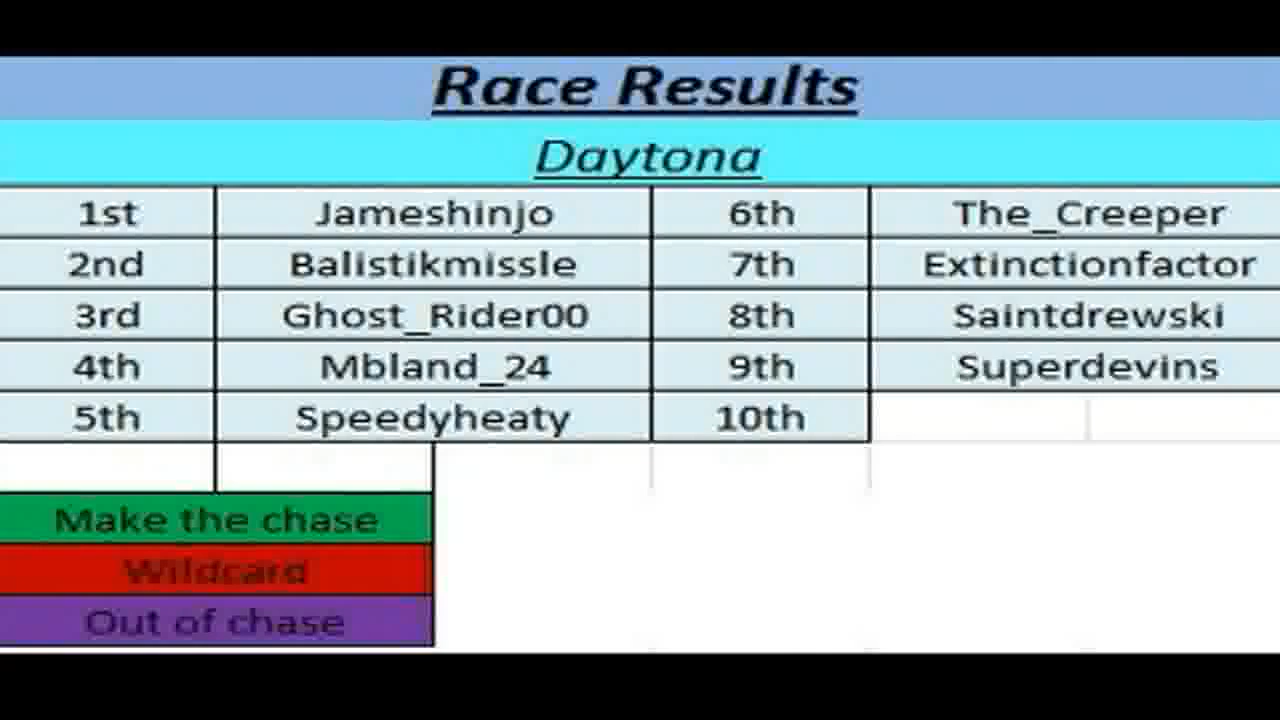 Race Results
Daytona
1st Jameshinjo 6th The_Creeper
2nd Balistikmissle 7th Extinctionfactor
3rd Ghost_Rider00 8th Saintdrewski
4th Mbland_24 9th Superdevins
5th Speedyheaty 10th
Make the chase
Wildcard
Out of chase